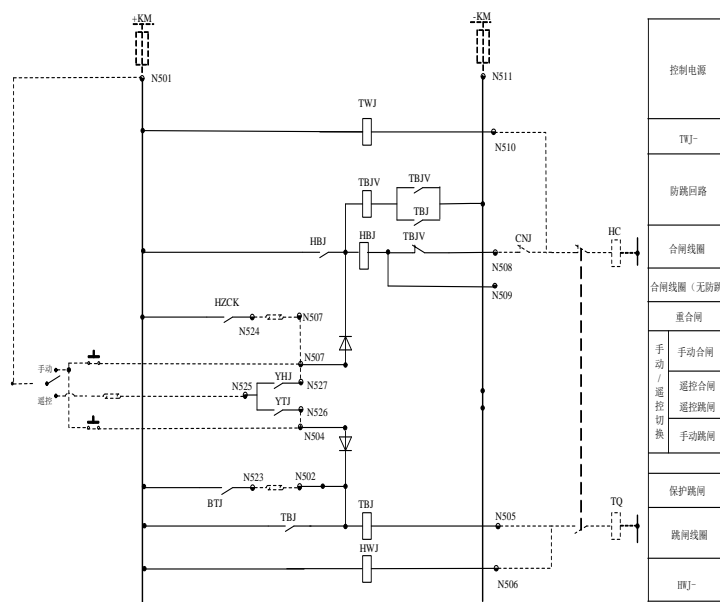 +KM
-KM
N501
N511
控制电源
TWJ
N510
TWJ-
TBJV
TBJV
TBJ
防跳回路
HBJ
HBJ
TBJV
N508
CNJ
HC
合闸线圈
N509
合闸线圈（无防跳
HZCK
N524
N507
重合闸
N507
手动
遥控
N525
YHJ
N527
YTJ
N526
N504
手动/遥控切换
手动合闸
遥控合闸
遥控跳闸
手动跳闸
BTJ
N523
N502
保护跳闸
TBJ
TBJ
N505
TQ
跳闸线圈
HWJ
N506
HWJ-